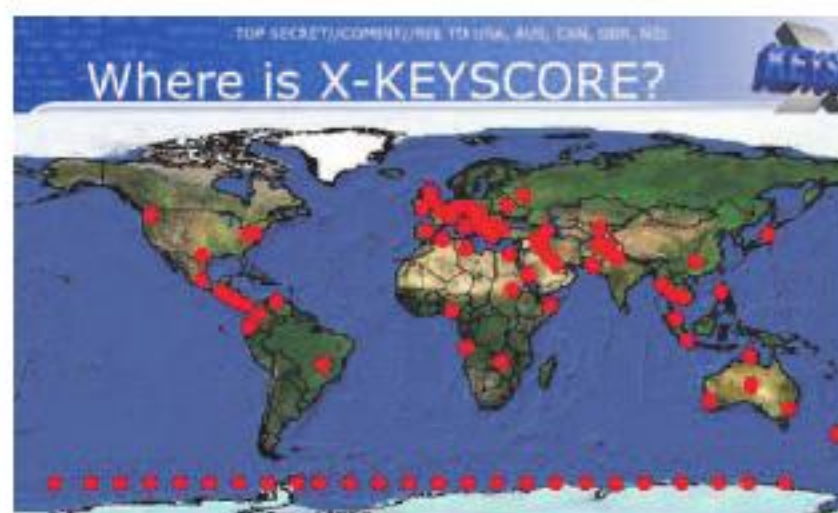 TOP SECRET//COMINT//REL TO USA, AUS, CAN, GBR, NZL
Where is X-KEYSCORE?